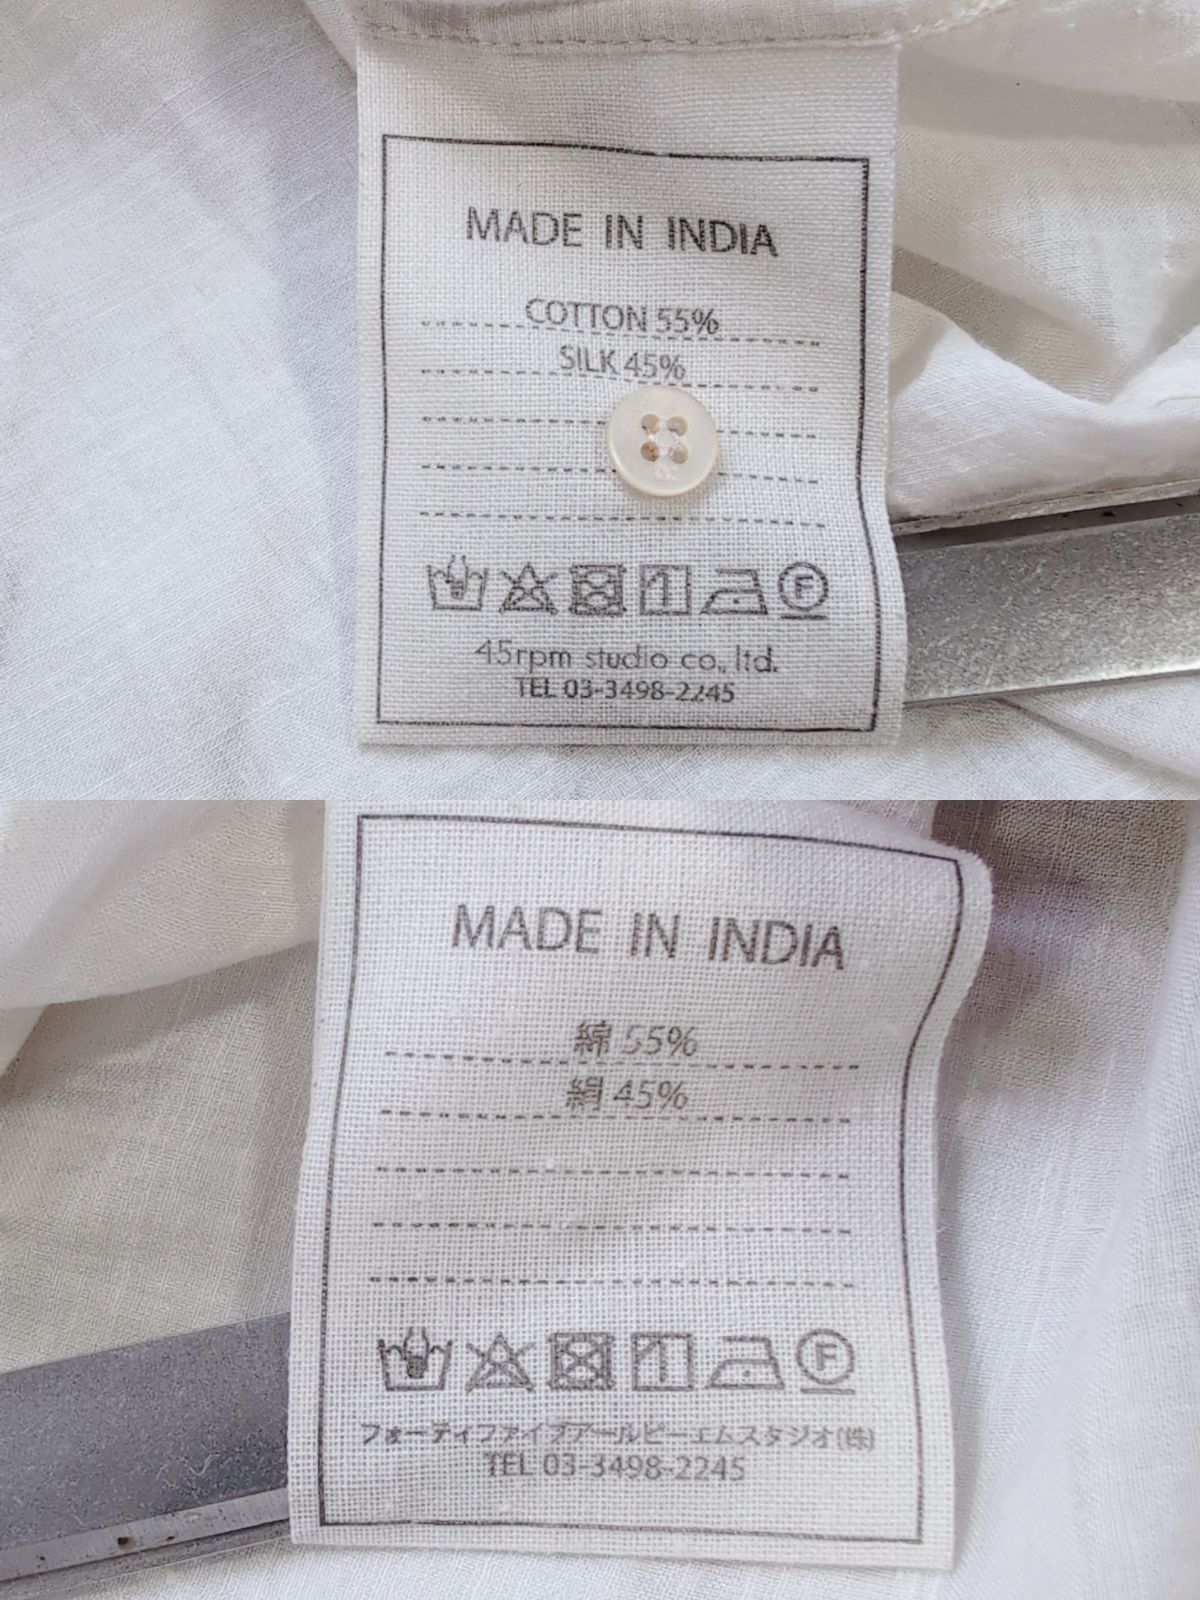 MADE IN INDIA
COTTON 55%
SILK 45%
F
45rpm studio co., ltd.
TEL 03-3498-2245
MADE IN INDIA
綿 55%
絹 45%
F
フォーティファイブアールピーエムスタジオ(株)
TEL 03-3498-2245